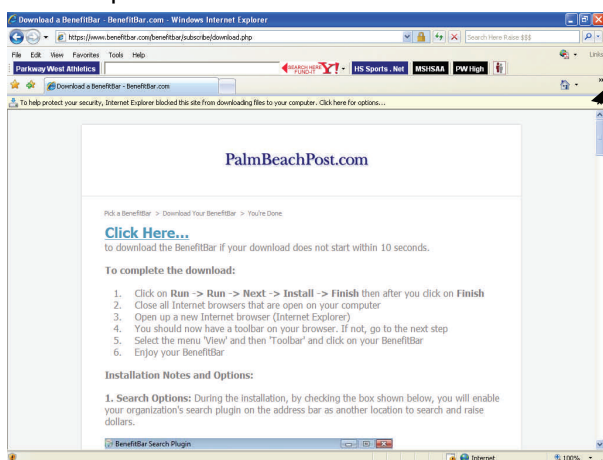 Download a BenefitBar - BenefitBar.com - Windows Internet Explorer
https://www.benefitbar.com/benefitbar/subscribe/download.php
Search Here Raise $$$
File Edit View Favorites Tools Help
Links
Parkway West Athletics
SEARCH HERE
FUND-IT
Y!
HS Sports . Net
MSHSAA
PW High
Download a BenefitBar - BenefitBar.com
To help protect your security, Internet Explorer blocked this site from downloading files to your computer. Click here for options...
PalmBeachPost.com
Pick a BenefitBar > Download Your BenefitBar > You're Done
Click Here...
to download the BenefitBar if your download does not start within 10 seconds.
To complete the download:
1. Click on Run -> Run -> Next -> Install -> Finish then after you click on Finish
2. Close all Internet browsers that are open on your computer
3. Open up a new Internet browser (Internet Explorer)
4. You should now have a toolbar on your browser. If not, go to the next step
5. Select the menu 'View' and then 'Toolbar' and click on your BenefitBar
6. Enjoy your BenefitBar
Installation Notes and Options:
1. Search Options: During the installation, by checking the box shown below, you will enable
your organization's search plugin on the address bar as another location to search and raise
dollars.
BenefitBar Search Plugin
Internet
100%